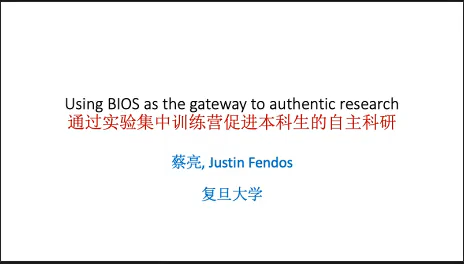 Using BIOS as the gateway to authentic research
通过实验集中训练营促进本科生的自主科研
蔡亮, Justin Fendos
复旦大学